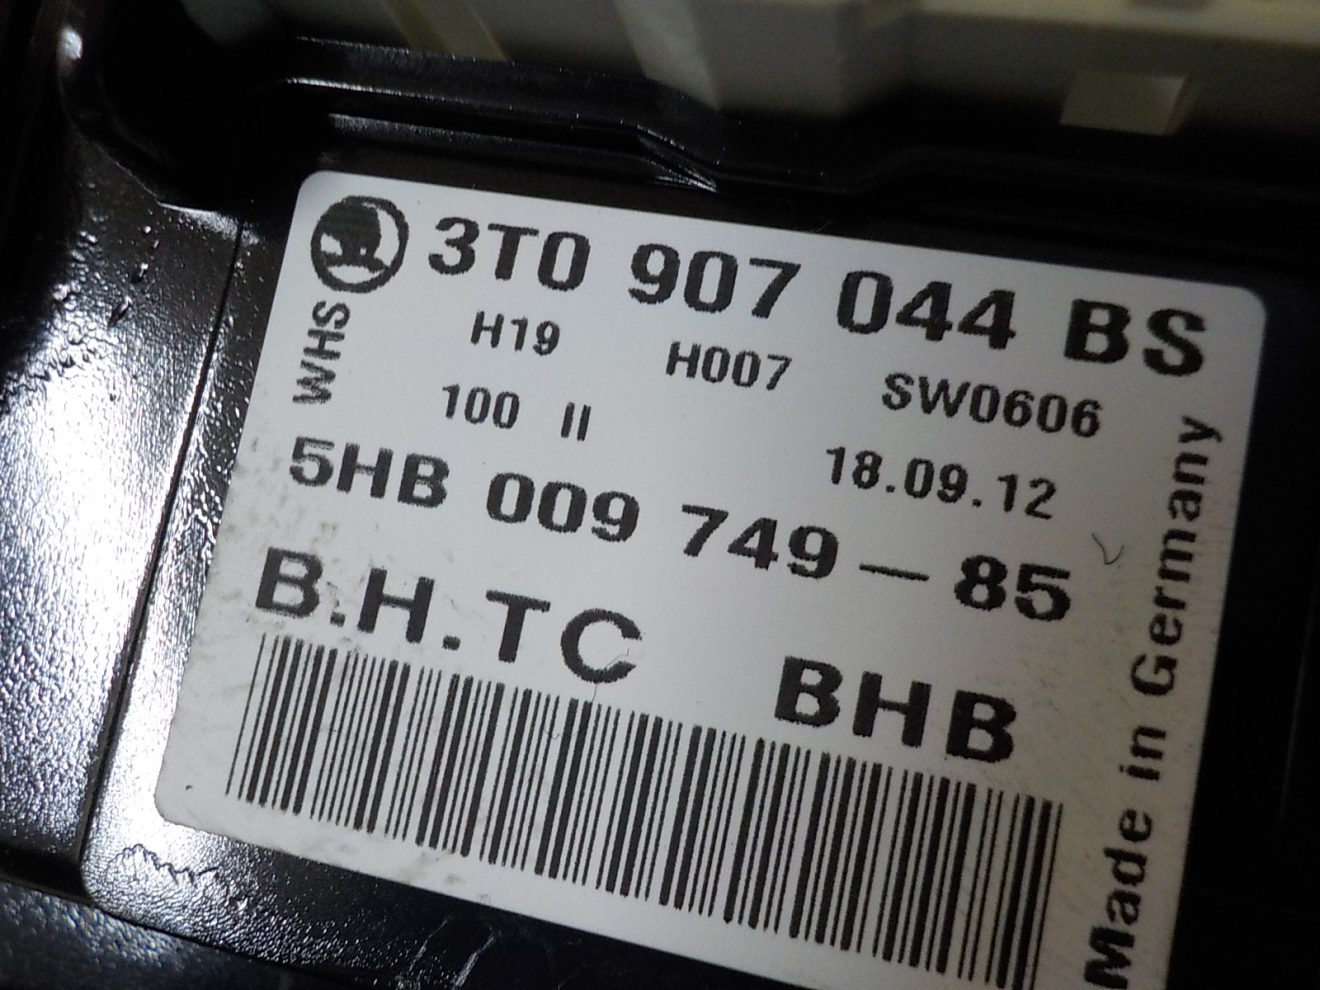 3T0 907 044 BS
WHS
H19 H007 SW0606
100 II 18.09.12
5HB 009 749-85
B.H.TC BHB
Made in Germany